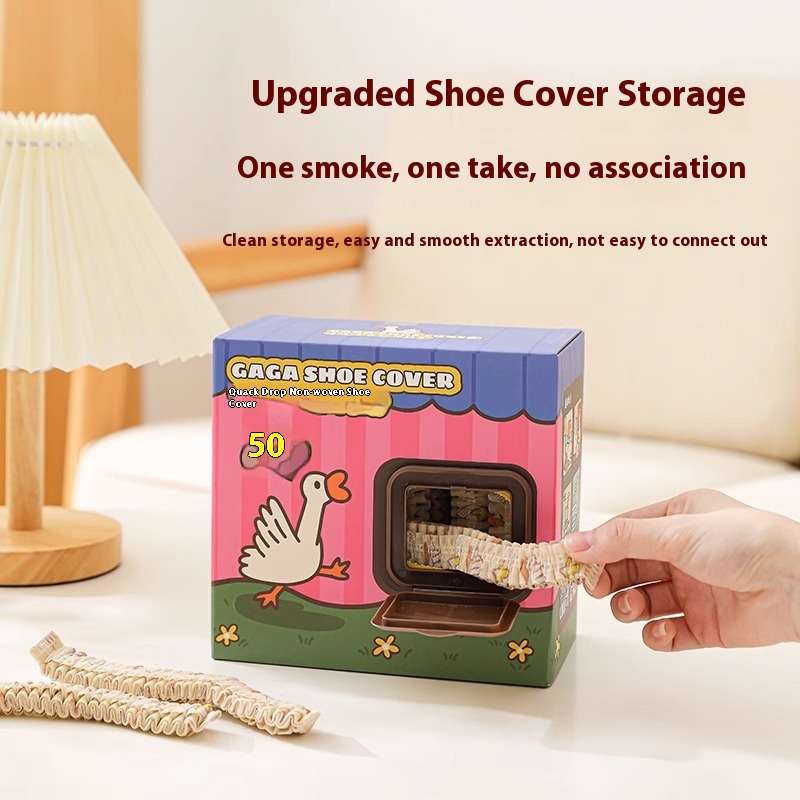 Upgraded Shoe Cover Storage
One smoke, one take, no association
Clean storage, easy and smooth extraction, not easy to connect out
GAGA SHOE COVER
Quack Drop Non-woven Shoe
Cover
50